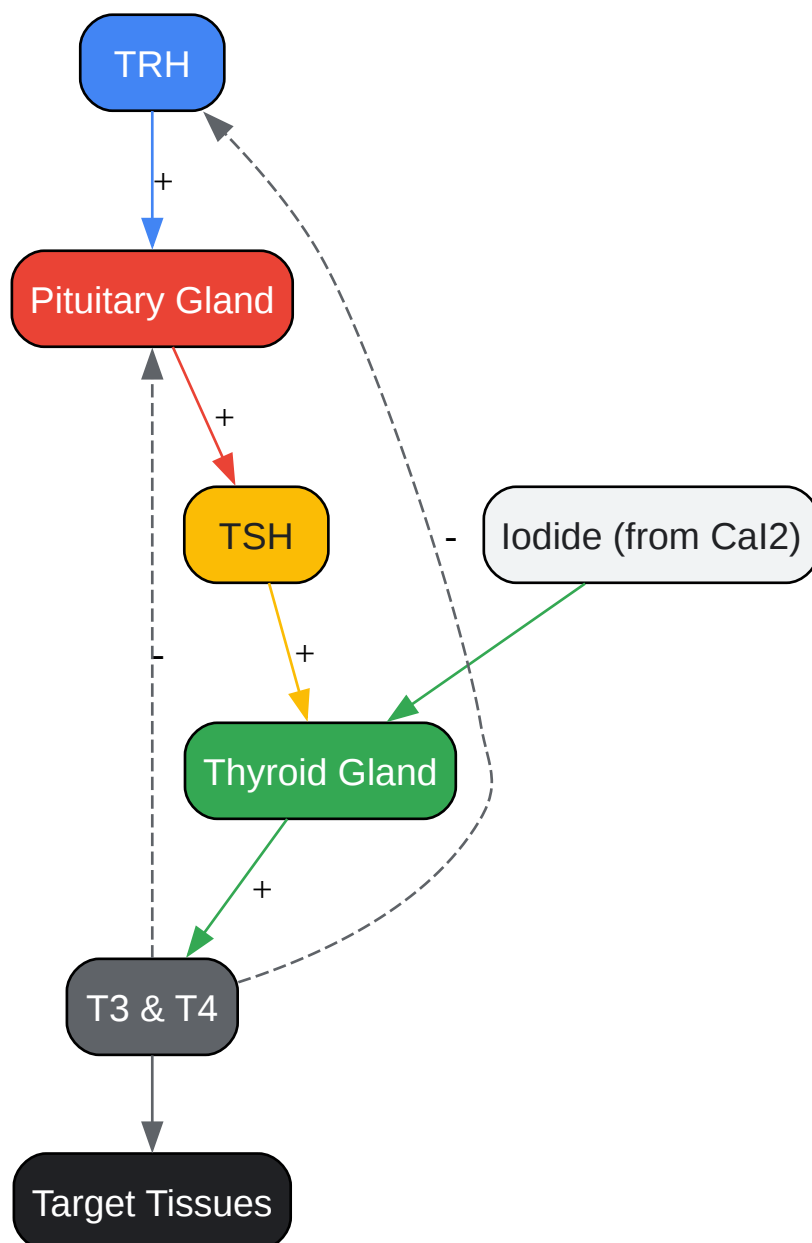 TRH
+
Pituitary Gland
+
TSH
-
Iodide (from CaI2)
+
-
Thyroid Gland
+
T3 & T4
Target Tissues